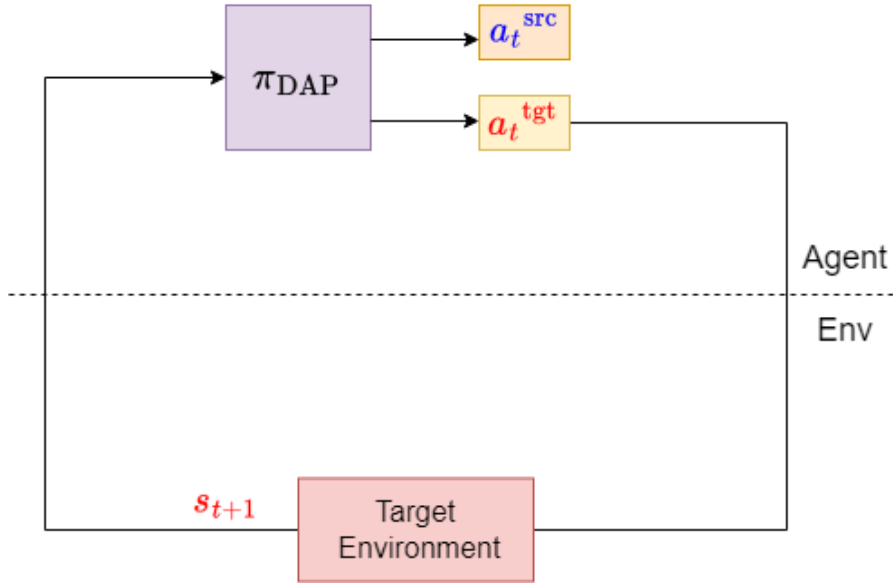 a_t^src
π_DAP
a_t^tgt
Agent
Env
s_{t+1}
Target
Environment